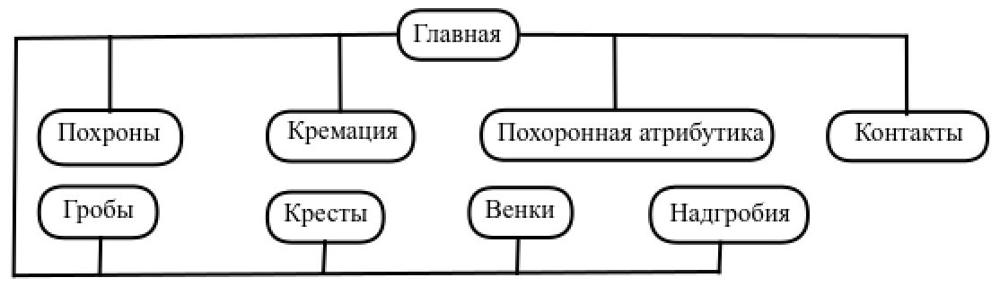 Главная
Похроны
Кремация
Похоронная атрибутика
Контакты
Гробы
Кресты
Венки
Надгробия